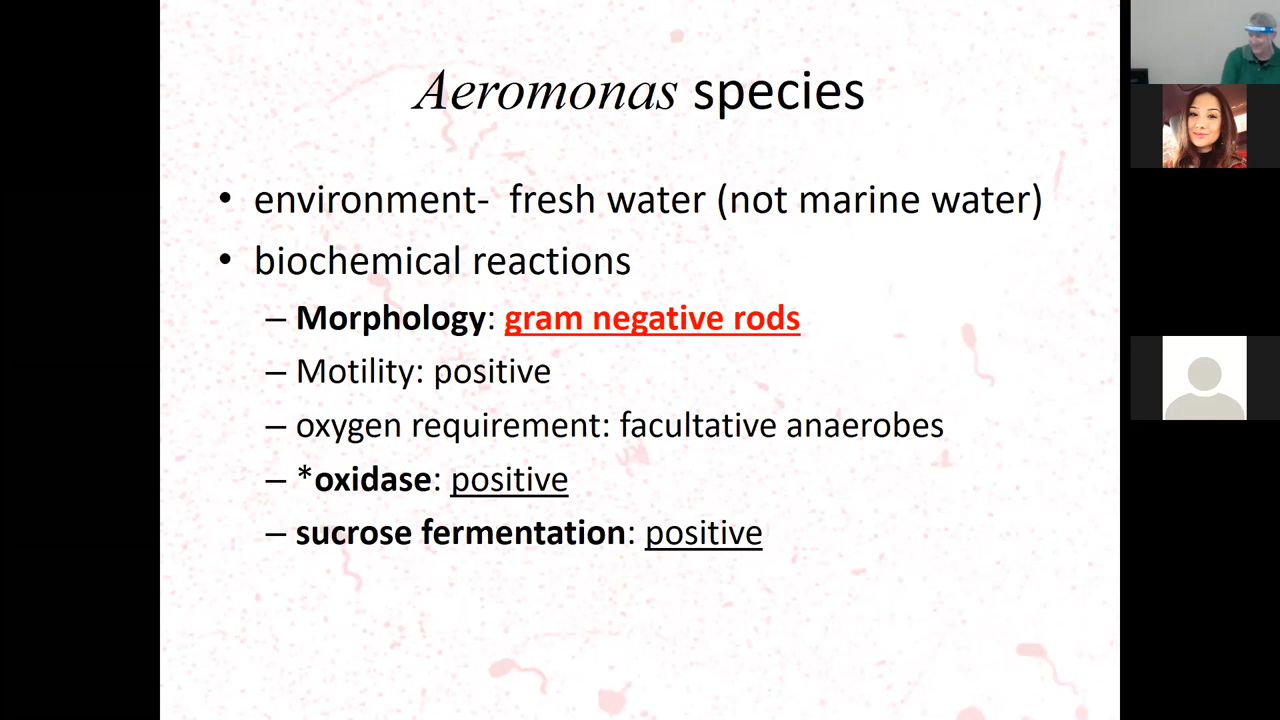 Aeromonas species
• environment-  fresh water (not marine water)
• biochemical reactions
– Morphology: gram negative rods
– Motility: positive
– oxygen requirement: facultative anaerobes
– *oxidase: positive
– sucrose fermentation: positive